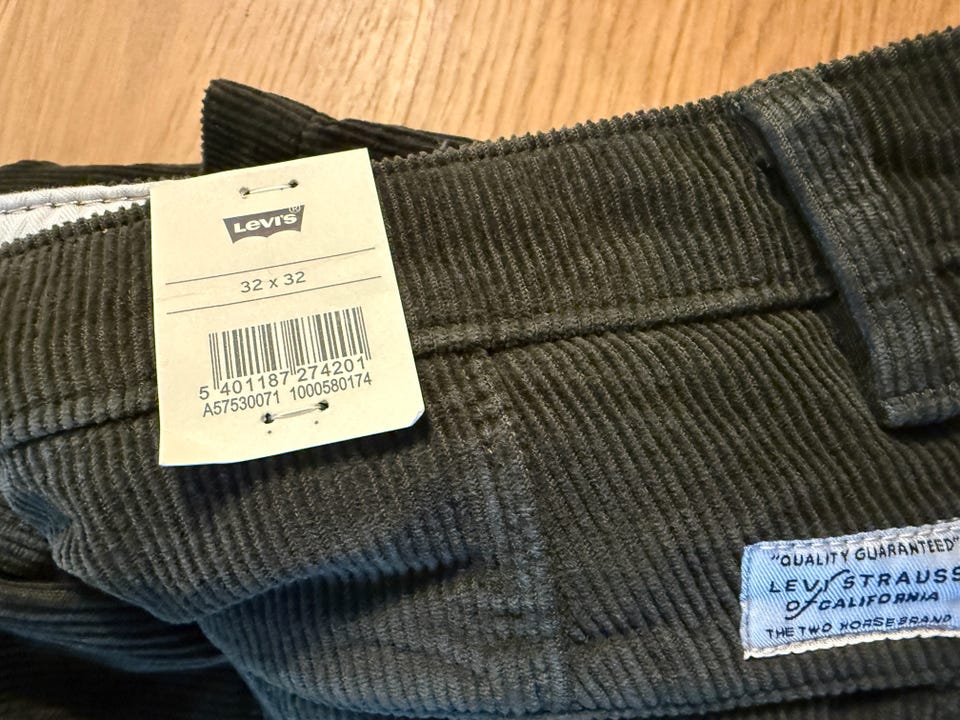 Levi's®
32 x 32
5 401187 274201
A57530071 1000580174
"QUALITY GUARANTEED"
LEVI STRAUSS
OF CALIFORNIA
THE TWO HORSE BRAND